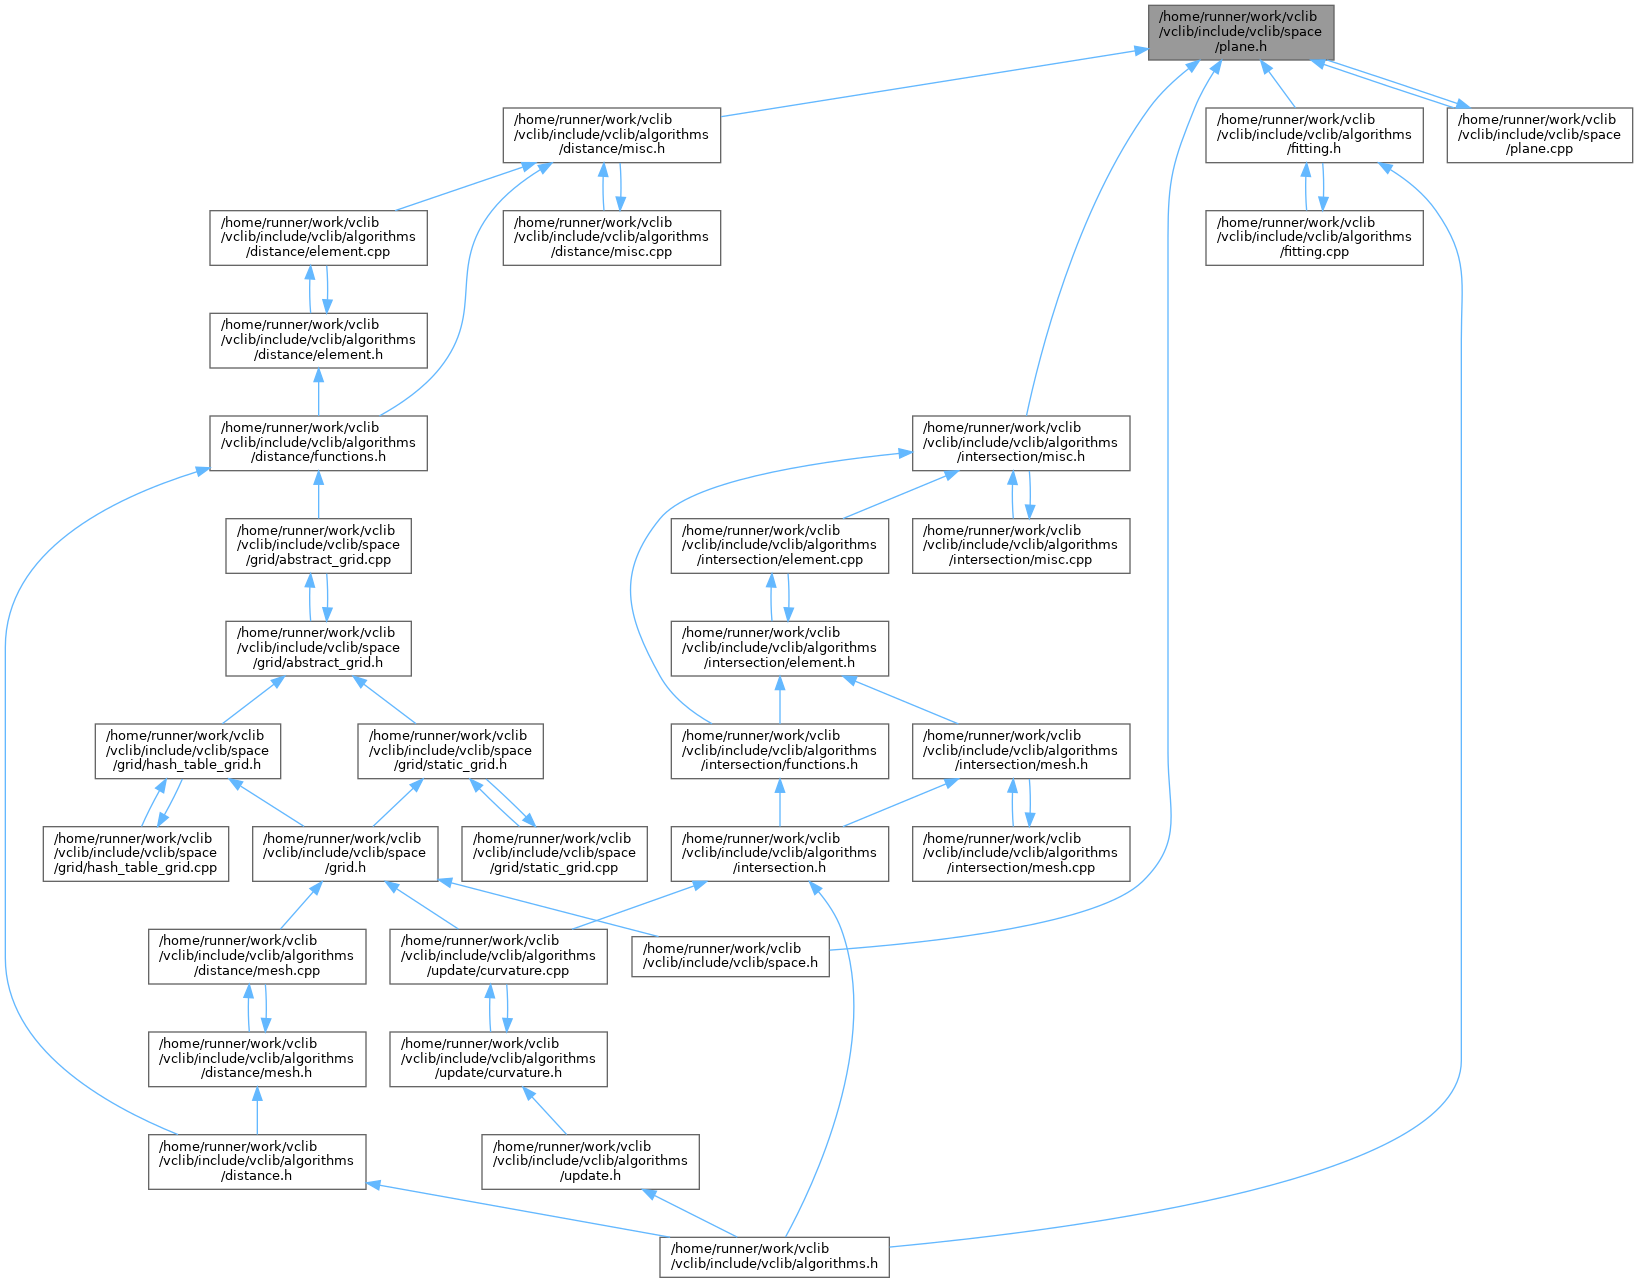 /home/runner/work/vclib
/vclib/include/vclib/space
/plane.h
/home/runner/work/vclib
/vclib/include/vclib/algorithms
/distance/misc.h
/home/runner/work/vclib
/vclib/include/vclib/algorithms
/fitting.h
/home/runner/work/vclib
/vclib/include/vclib/space
/plane.cpp
/home/runner/work/vclib
/vclib/include/vclib/algorithms
/distance/element.cpp
/home/runner/work/vclib
/vclib/include/vclib/algorithms
/distance/misc.cpp
/home/runner/work/vclib
/vclib/include/vclib/algorithms
/fitting.cpp
/home/runner/work/vclib
/vclib/include/vclib/algorithms
/distance/element.h
/home/runner/work/vclib
/vclib/include/vclib/algorithms
/distance/functions.h
/home/runner/work/vclib
/vclib/include/vclib/algorithms
/intersection/misc.h
/home/runner/work/vclib
/vclib/include/vclib/space
/grid/abstract_grid.cpp
/home/runner/work/vclib
/vclib/include/vclib/algorithms
/intersection/element.cpp
/home/runner/work/vclib
/vclib/include/vclib/algorithms
/intersection/misc.cpp
/home/runner/work/vclib
/vclib/include/vclib/space
/grid/abstract_grid.h
/home/runner/work/vclib
/vclib/include/vclib/algorithms
/intersection/element.h
/home/runner/work/vclib
/vclib/include/vclib/space
/grid/hash_table_grid.h
/home/runner/work/vclib
/vclib/include/vclib/space
/grid/static_grid.h
/home/runner/work/vclib
/vclib/include/vclib/algorithms
/intersection/functions.h
/home/runner/work/vclib
/vclib/include/vclib/algorithms
/intersection/mesh.h
/home/runner/work/vclib
/vclib/include/vclib/space
/grid/hash_table_grid.cpp
/home/runner/work/vclib
/vclib/include/vclib/space
/grid.h
/home/runner/work/vclib
/vclib/include/vclib/space
/grid/static_grid.cpp
/home/runner/work/vclib
/vclib/include/vclib/algorithms
/intersection.h
/home/runner/work/vclib
/vclib/include/vclib/algorithms
/intersection/mesh.cpp
/home/runner/work/vclib
/vclib/include/vclib/algorithms
/distance/mesh.cpp
/home/runner/work/vclib
/vclib/include/vclib/algorithms
/update/curvature.cpp
/home/runner/work/vclib
/vclib/include/vclib/space.h
/home/runner/work/vclib
/vclib/include/vclib/algorithms
/distance/mesh.h
/home/runner/work/vclib
/vclib/include/vclib/algorithms
/update/curvature.h
/home/runner/work/vclib
/vclib/include/vclib/algorithms
/distance.h
/home/runner/work/vclib
/vclib/include/vclib/algorithms
/update.h
/home/runner/work/vclib
/vclib/include/vclib/algorithms.h